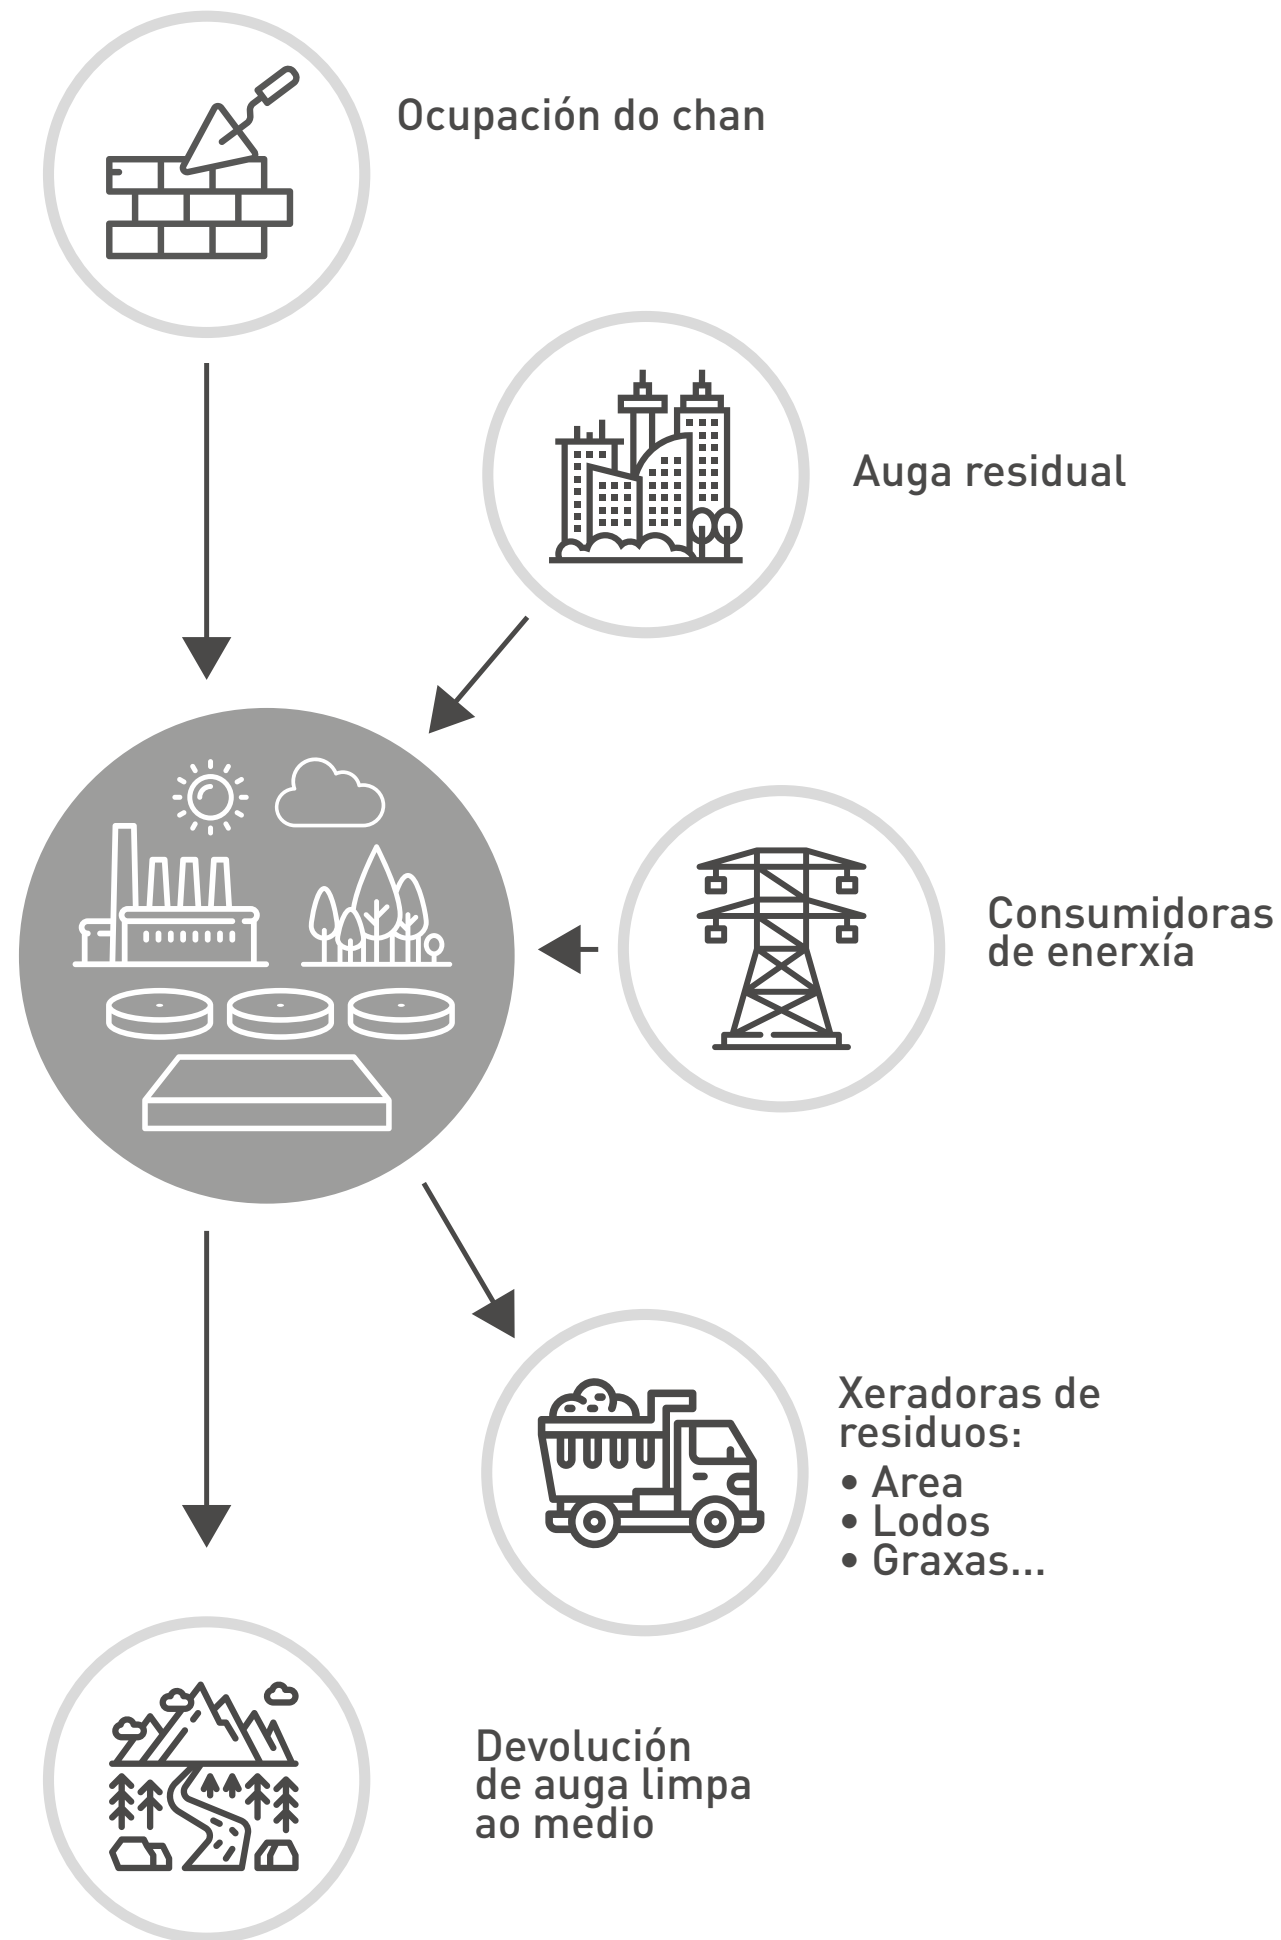 Ocupación do chan
Auga residual
Consumidoras
de enerxía
Xeradoras de
residuos:
• Area
• Lodos
• Graxas...
Devolución
de auga limpa
ao medio